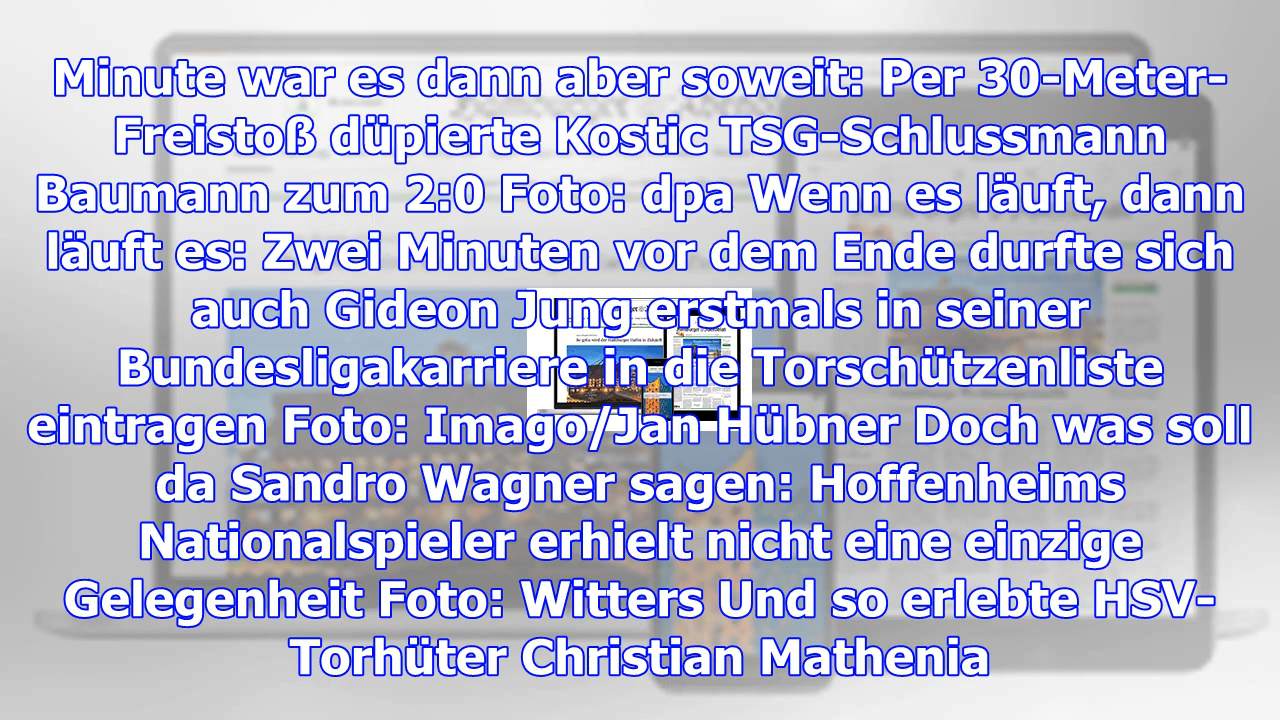 Minute war es dann aber soweit: Per 30-Meter-
Freistoß düpierte Kostic TSG-Schlussmann
Baumann zum 2:0 Foto: dpa Wenn es läuft, dann
läuft es: Zwei Minuten vor dem Ende durfte sich
auch Gideon Jung erstmals in seiner
Bundesligakarriere in die Torschützenliste
eintragen Foto: Imago/Jan Hübner Doch was soll
da Sandro Wagner sagen: Hoffenheims
Nationalspieler erhielt nicht eine einzige
Gelegenheit Foto: Witters Und so erlebte HSV-
Torhüter Christian Mathenia